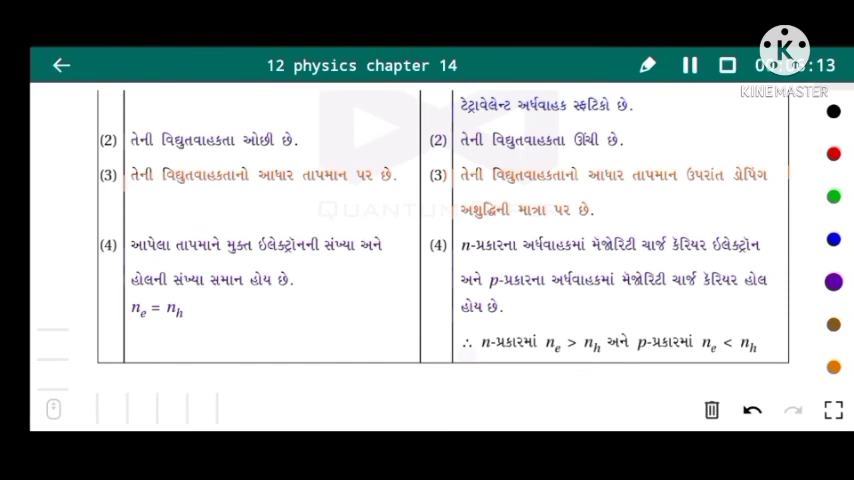 12 physics chapter 14
KINEMASTER
ટેટ્રાવેલેન્ટ અર્ધવાહક સ્ફટિકો છે.
(2) તેની વિદ્યુતવાહકતા ઓછી છે.
(2) તેની વિદ્યુતવાહકતા ઊંચી છે.
(3) તેની વિદ્યુતવાહકતાનો આધાર તાપમાન પર છે.
(3) તેની વિદ્યુતવાહકતાનો આધાર તાપમાન ઉપરાંત ડોપિંગ
અશુદ્ધિની માત્રા પર છે.
(4) આપેલા તાપમાને મુક્ત ઇલેક્ટ્રૉનની સંખ્યા અને
હોલની સંખ્યા સમાન હોય છે.
nₑ = nₕ
(4) n-પ્રકારના અર્ધવાહકમાં મૅજોરિટી ચાર્જ કૅરિયર ઇલેક્ટ્રૉન
અને p-પ્રકારના અર્ધવાહકમાં મૅજોરિટી ચાર્જ કૅરિયર હોલ
હોય છે.
∴ n-પ્રકારમાં nₑ > nₕ અને p-પ્રકારમાં nₑ < nₕ